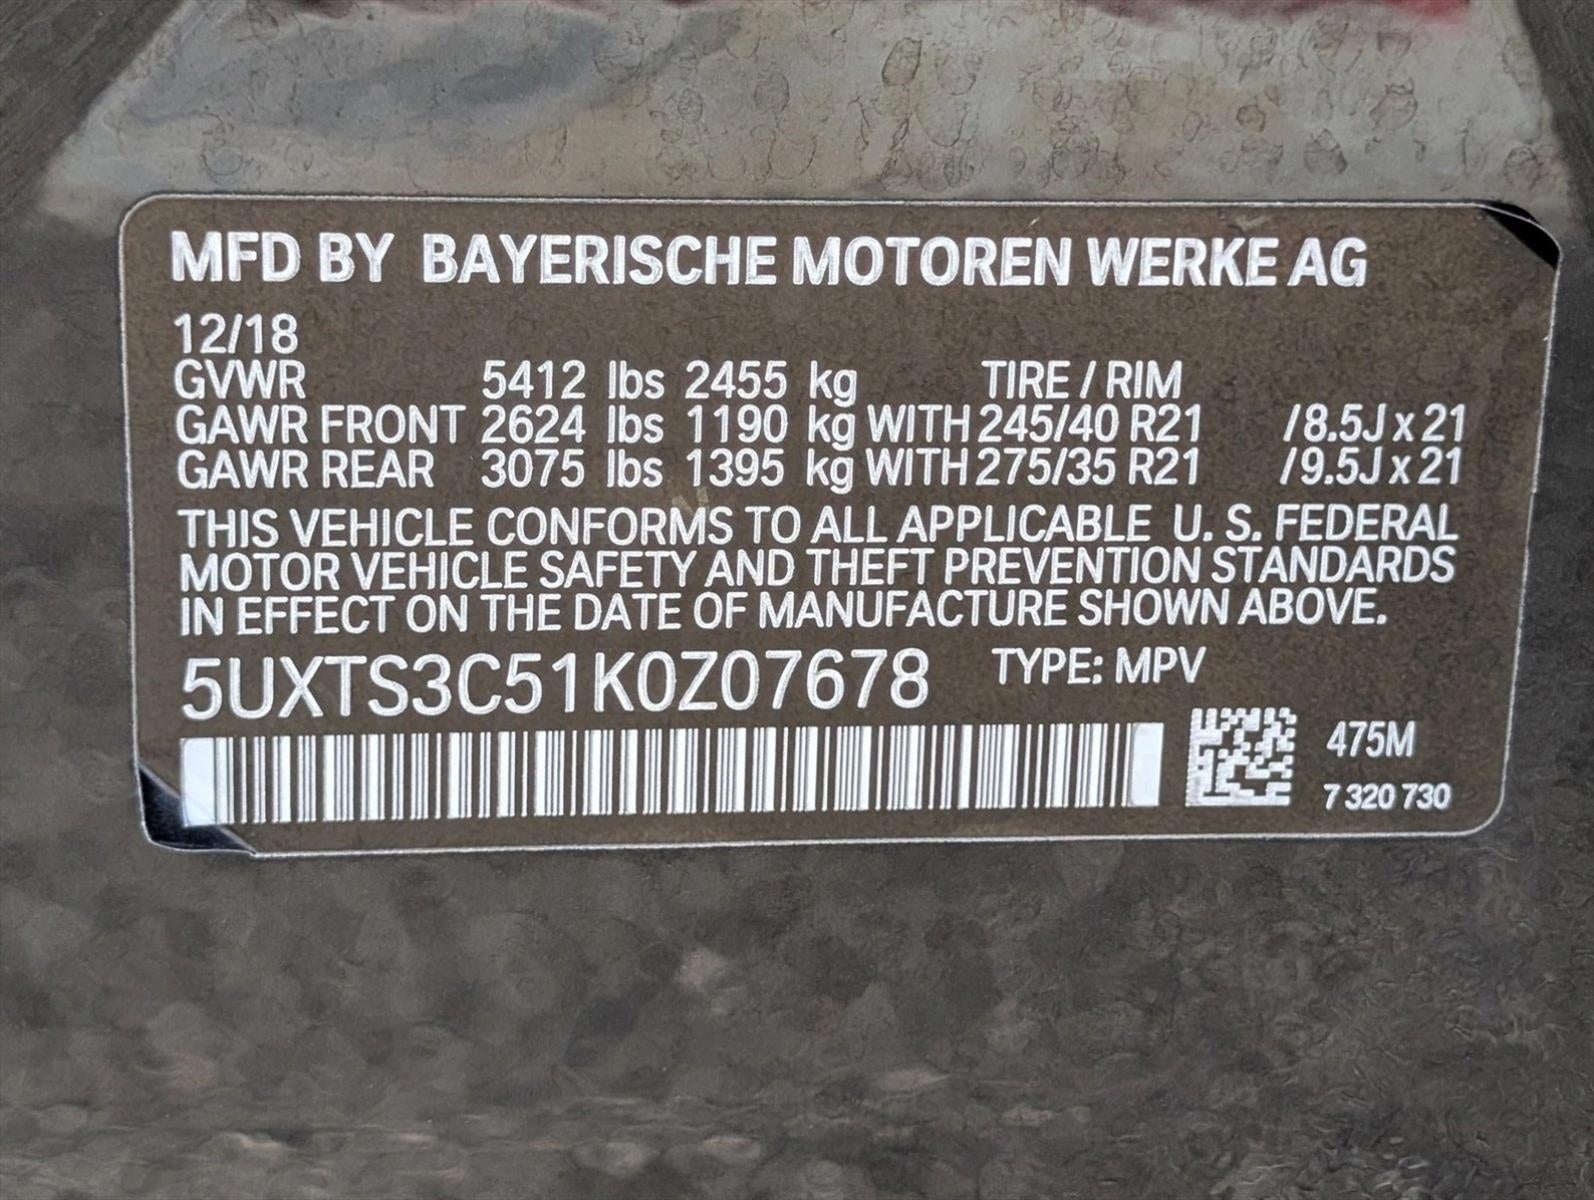 MFD BY BAYERISCHE MOTOREN WERKE AG
12/18
GVWR 5412 lbs 2455 kg TIRE / RIM
GAWR FRONT 2624 lbs 1190 kg WITH 245/40 R21 /8.5J x 21
GAWR REAR 3075 lbs 1395 kg WITH 275/35 R21 /9.5J x 21
THIS VEHICLE CONFORMS TO ALL APPLICABLE U. S. FEDERAL
MOTOR VEHICLE SAFETY AND THEFT PREVENTION STANDARDS
IN EFFECT ON THE DATE OF MANUFACTURE SHOWN ABOVE.
5UXTS3C51K0Z07678 TYPE: MPV
475M
7 320 730